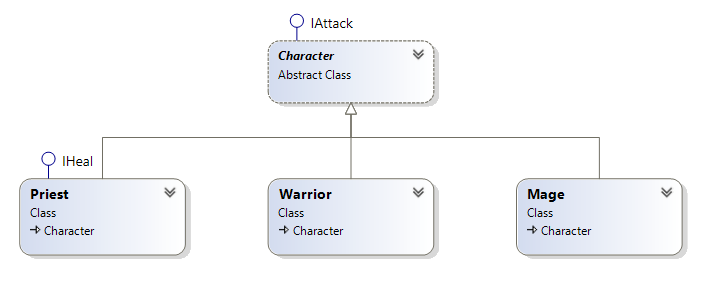 IAttack
Character
Abstract Class
IHeal
Priest
Class
Character
Warrior
Class
Character
Mage
Class
Character